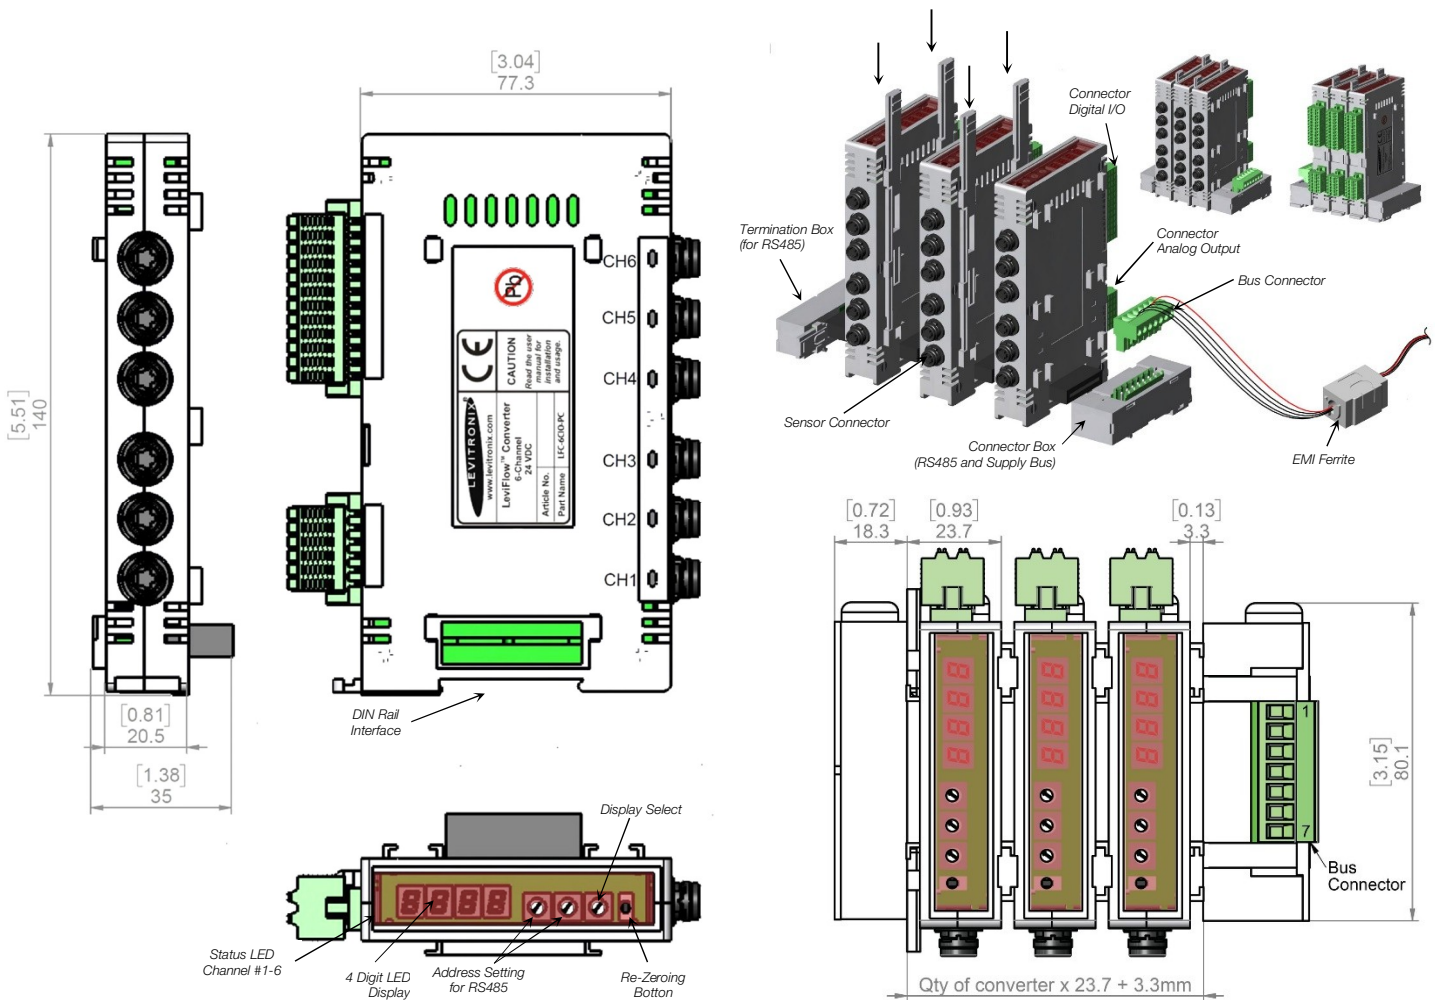 [3.04]
77.3
[5.51]
140
CH6
CH5
CH4
CH3
CH2
CH1
Pb
CE
CAUTION
Read the user
manual for
installation
and usage.
LEVITRONIX®
www.levitronix.com
LeviFlow™ Converter
6-Channel
24 VDC
Article No.
Part Name
LFC-6C
[0.81]
20.5
[1.38]
35
DIN Rail
Interface
Connector
Digital I/O
Termination Box
(for RS485)
Connector
Analog Output
Bus Connector
Sensor Connector
Connector Box
(RS485 and Supply Bus)
EMI Ferrite
Display Select
Status LED
Channel #1-6
4 Digit LED
Display
Address Setting
for RS485
Re-Zeroing
Botton
[0.72]
18.3
[0.93]
23.7
[0.13]
3.3
[3.15]
80.1
1
7
Bus
Connector
Qty of converter x 23.7 + 3.3mm